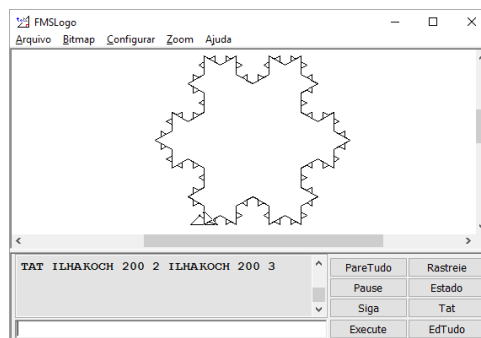 FMSLogo
Arquivo Bitmap Configurar Zoom Ajuda
TAT ILHAKOCH 200 2 ILHAKOCH 200 3
PareTudo Rastreie
Pause Estado
Siga Tat
Execute EdTudo